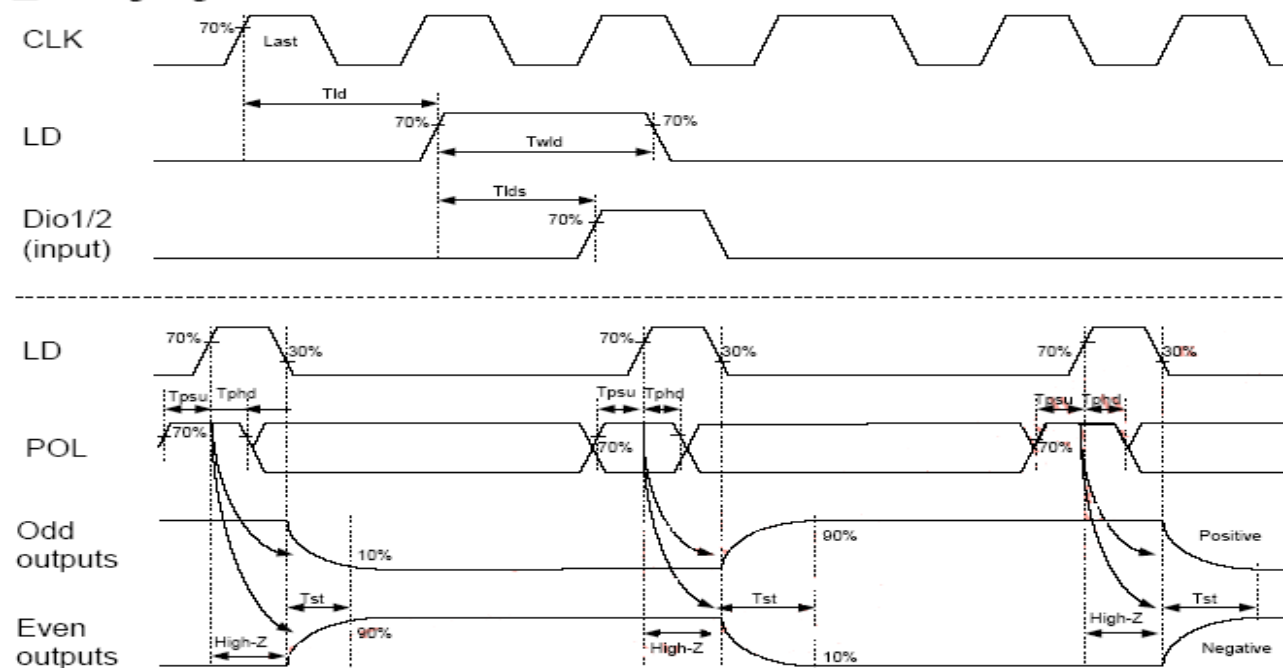 CLK
70%
Last
Tld
LD
70%
70%
Twld
Tlds
Dio1/2
(input)
70%
LD
70%
30%
70%
30%
70%
30%
Tpsu
Tphd
Tpsu
Tphd
Tpsu
Tphd
POL
70%
70%
70%
Odd
outputs
10%
90%
Positive
Tst
Tst
Tst
Even
outputs
High-Z
90%
High-Z
10%
High-Z
Negative